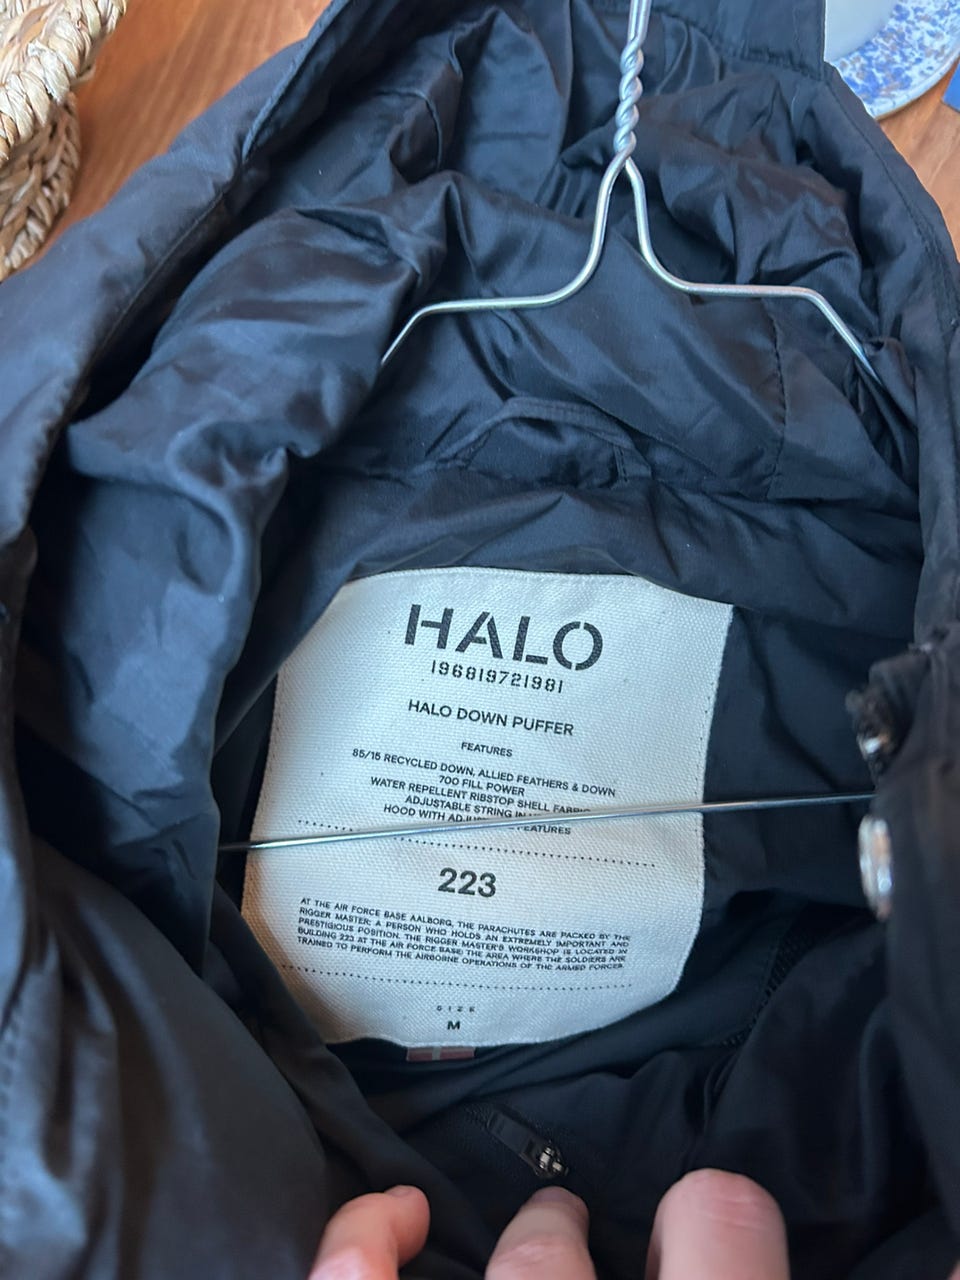 HALO
196819721981
HALO DOWN PUFFER
FEATURES
85/15 RECYCLED DOWN, ALLIED FEATHERS & DOWN
700 FILL POWER
WATER REPELLENT RIBSTOP SHELL FABRIC
ADJUSTABLE STRING IN
HOOD WITH FEATURES
223
AT THE AIR FORCE BASE AALBORG, THE PARACHUTES ARE PACKED BY THE
RIGGER MASTER; A PERSON WHO HOLDS AN EXTREMELY IMPORTANT AND
PRESTIGIOUS POSITION. THE RIGGER MASTER'S WORKSHOP IS LOCATED IN
BUILDING 223 AT THE AIR FORCE BASE; THE AREA WHERE THE SOLDIERS ARE
TRAINED TO PERFORM THE AIRBORNE OPERATIONS OF THE ARMED FORCES.
SIZE
M